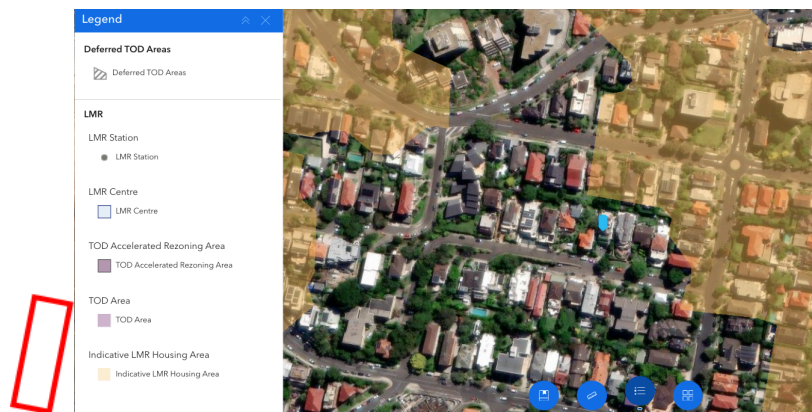 Legend
Deferred TOD Areas
Deferred TOD Areas
LMR
LMR Station
LMR Station
LMR Centre
LMR Centre
TOD Accelerated Rezoning Area
TOD Accelerated Rezoning Area
TOD Area
TOD Area
Indicative LMR Housing Area
Indicative LMR Housing Area